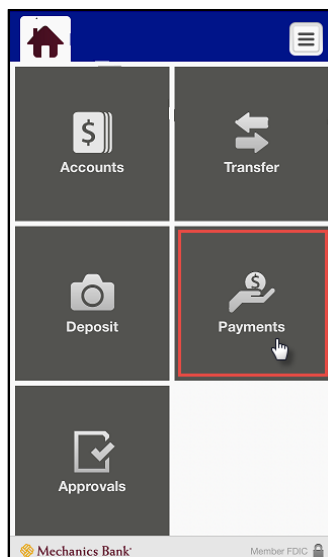 Accounts
Transfer
Deposit
Payments
Approvals
Mechanics Bank
Member FDIC